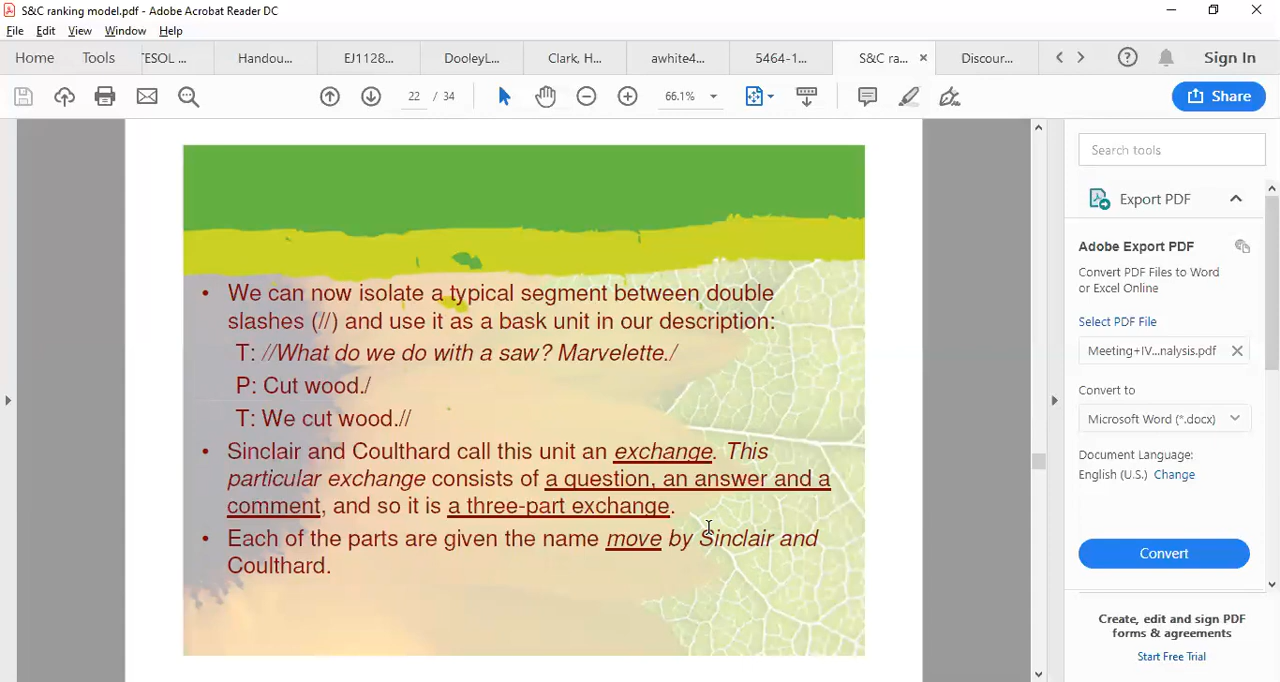 S&C ranking model.pdf - Adobe Acrobat Reader DC
File Edit View Window Help
Home Tools TESOL ... Handou... EJ1128... DooleyL... Clark, H... awhite4... 5464-1... S&C ra... × Discour... Sign In
22 / 34 66.1% Share
• We can now isolate a typical segment between double
slashes (//) and use it as a bask unit in our description:
T: //What do we do with a saw? Marvelette./
P: Cut wood./
T: We cut wood.//
• Sinclair and Coulthard call this unit an exchange. This
particular exchange consists of a question, an answer and a
comment, and so it is a three-part exchange.
• Each of the parts are given the name move by Sinclair and
Coulthard.
Search tools
Export PDF
Adobe Export PDF
Convert PDF Files to Word
or Excel Online
Select PDF File
Meeting+IV...nalysis.pdf
Convert to
Microsoft Word (*.docx)
Document Language:
English (U.S.) Change
Convert
Create, edit and sign PDF
forms & agreements
Start Free Trial